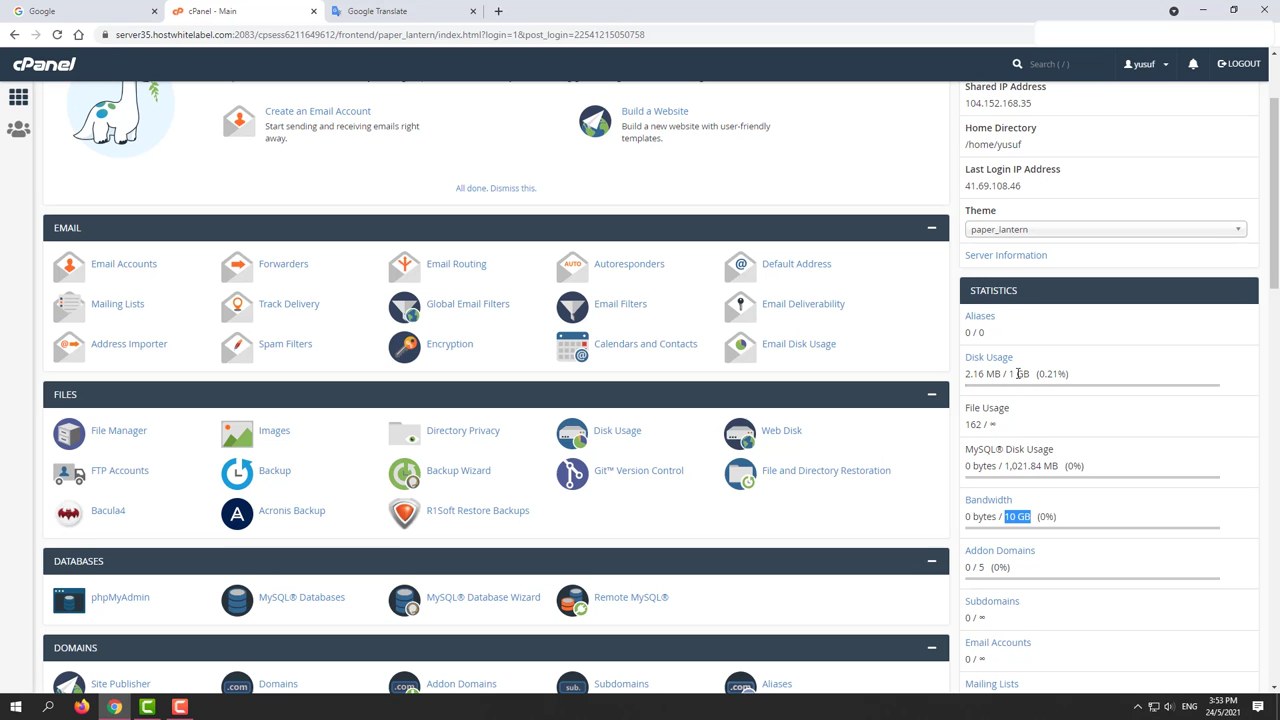 Google
cPanel - Main
Google Translate
server35.hostwhitelabel.com:2083/cpsess6211649612/frontend/paper_lantern/index.html?login=1&post_login=22541215050758
cPanel
Search ( / )
yusuf
LOGOUT
Create an Email Account
Start sending and receiving emails right
away.
Build a Website
Build a new website with user-friendly
templates.
All done. Dismiss this.
EMAIL
Email Accounts
Forwarders
Email Routing
AUTO
Autoresponders
Default Address
Mailing Lists
Track Delivery
Global Email Filters
Email Filters
Email Deliverability
Address Importer
Spam Filters
Encryption
Calendars and Contacts
Email Disk Usage
FILES
File Manager
Images
Directory Privacy
Disk Usage
Web Disk
FTP Accounts
Backup
Backup Wizard
Git™ Version Control
File and Directory Restoration
Bacula4
A
Acronis Backup
R1Soft Restore Backups
DATABASES
phpMyAdmin
MySQL® Databases
MySQL® Database Wizard
Remote MySQL®
DOMAINS
Site Publisher
.com
Domains
.com
Addon Domains
sub.
Subdomains
.com
Aliases
Shared IP Address
104.152.168.35
Home Directory
/home/yusuf
Last Login IP Address
41.69.108.46
Theme
paper_lantern
Server Information
STATISTICS
Aliases
0 / 0
Disk Usage
2.16 MB / 1 GB (0.21%)
File Usage
162 / ∞
MySQL® Disk Usage
0 bytes / 1,021.84 MB (0%)
Bandwidth
0 bytes / 10 GB (0%)
Addon Domains
0 / 5 (0%)
Subdomains
0 / ∞
Email Accounts
0 / ∞
Mailing Lists
ENG
3:53 PM
24/5/2021